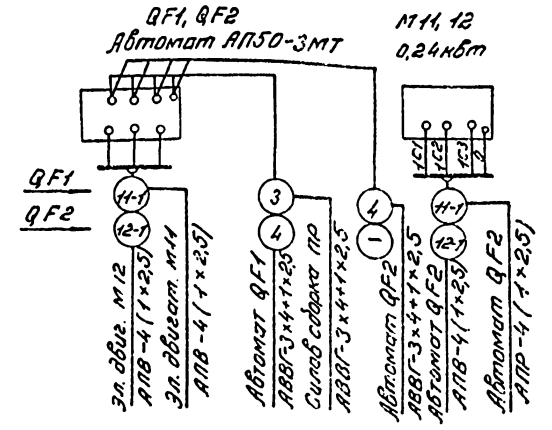 QF1, QF2
Автомат АП50-3МТ
М11, 12
0,24квт
1С1
1С2
1С3
0
QF1
QF2
11-1
12-1
3
4
4
–
11-1
12-1
Эл. двиг. М12
АПВ-4(1×2,5)
Эл. двигат. М11
АПВ-4(1×2,5)
Автомат QF1
АВВГ-3×4+1×2,5
Силов сборка ПР
АВВГ-3×4+1×2,5
Автомат QF2
АВВГ-3×4+1×2,5
Автомат QF2
АПВ-4(1×2,5)
Автомат QF2
АПР-4(1×2,5)